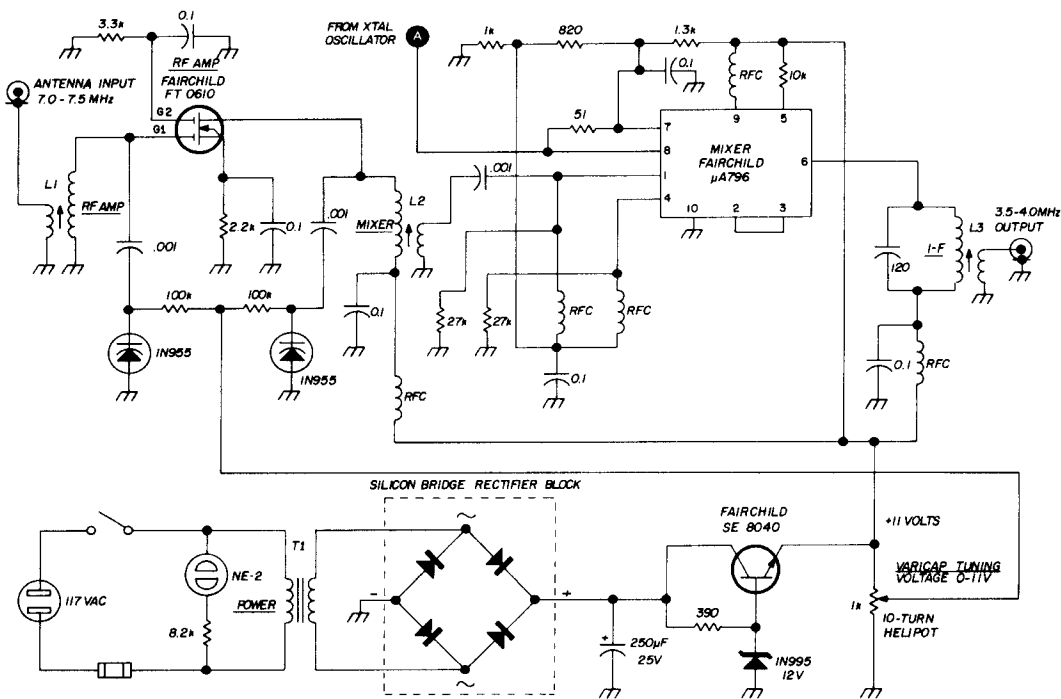 3.3k
0.1
RF AMP
FAIRCHILD
FT 0610
ANTENNA INPUT
7.0 - 7.5 MHz
G2
G1
L1
RF AMP
.001
2.2k
0.1
.001
L2
MIXER
0.1
100k
100k
1N955
1N955
RFC
FROM XTAL
OSCILLATOR
A
1k
820
1.3k
0.1
RFC
10k
51
.001
7
8
1
4
9
5
6
10
2
3
MIXER
FAIRCHILD
µA796
27k
27k
RFC
RFC
0.1
120
L3
I-F
3.5-4.0MHz
OUTPUT
0.1
RFC
SILICON BRIDGE RECTIFIER BLOCK
117 VAC
NE-2
8.2k
T1
POWER
~
~
-
+
+
250µF
25V
FAIRCHILD
SE 8040
390
1N995
12V
+11 VOLTS
VARICAP TUNING
VOLTAGE 0-11V
1k
10-TURN
HELIPOT